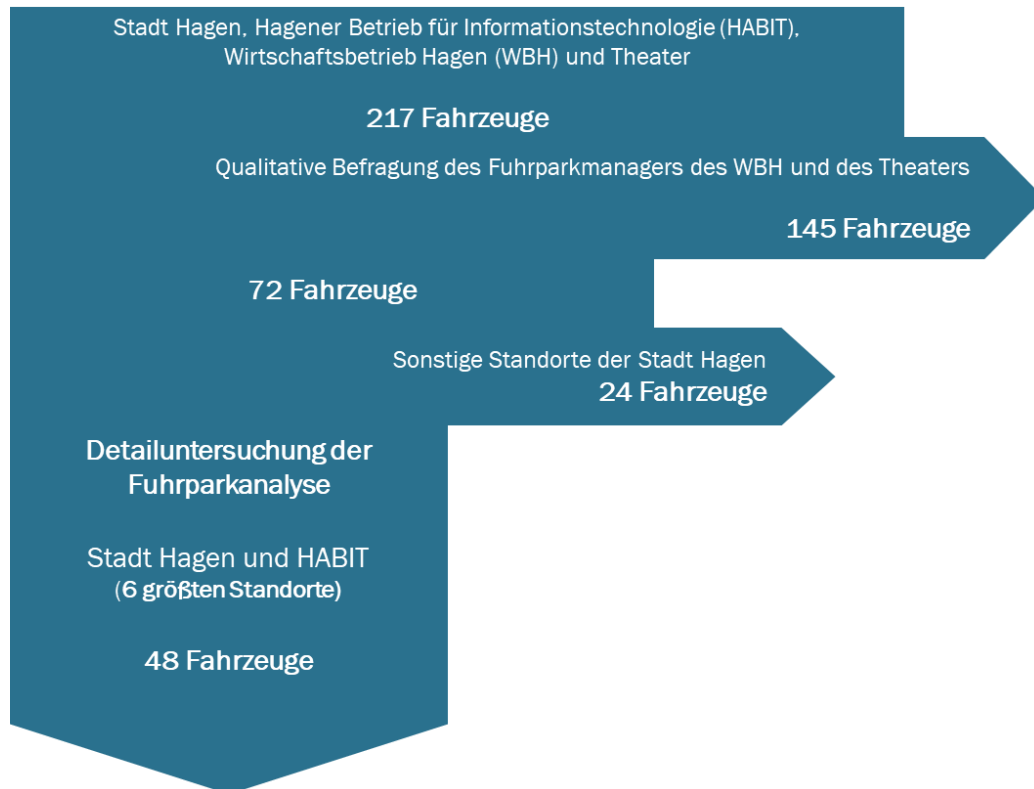 Stadt Hagen, Hagener Betrieb für Informationstechnologie (HABIT),
Wirtschaftsbetrieb Hagen (WBH) und Theater
217 Fahrzeuge
Qualitative Befragung des Fuhrparkmanagers des WBH und des Theaters
145 Fahrzeuge
72 Fahrzeuge
Sonstige Standorte der Stadt Hagen
24 Fahrzeuge
Detailuntersuchung der
Fuhrparkanalyse
Stadt Hagen und HABIT
(6 größten Standorte)
48 Fahrzeuge